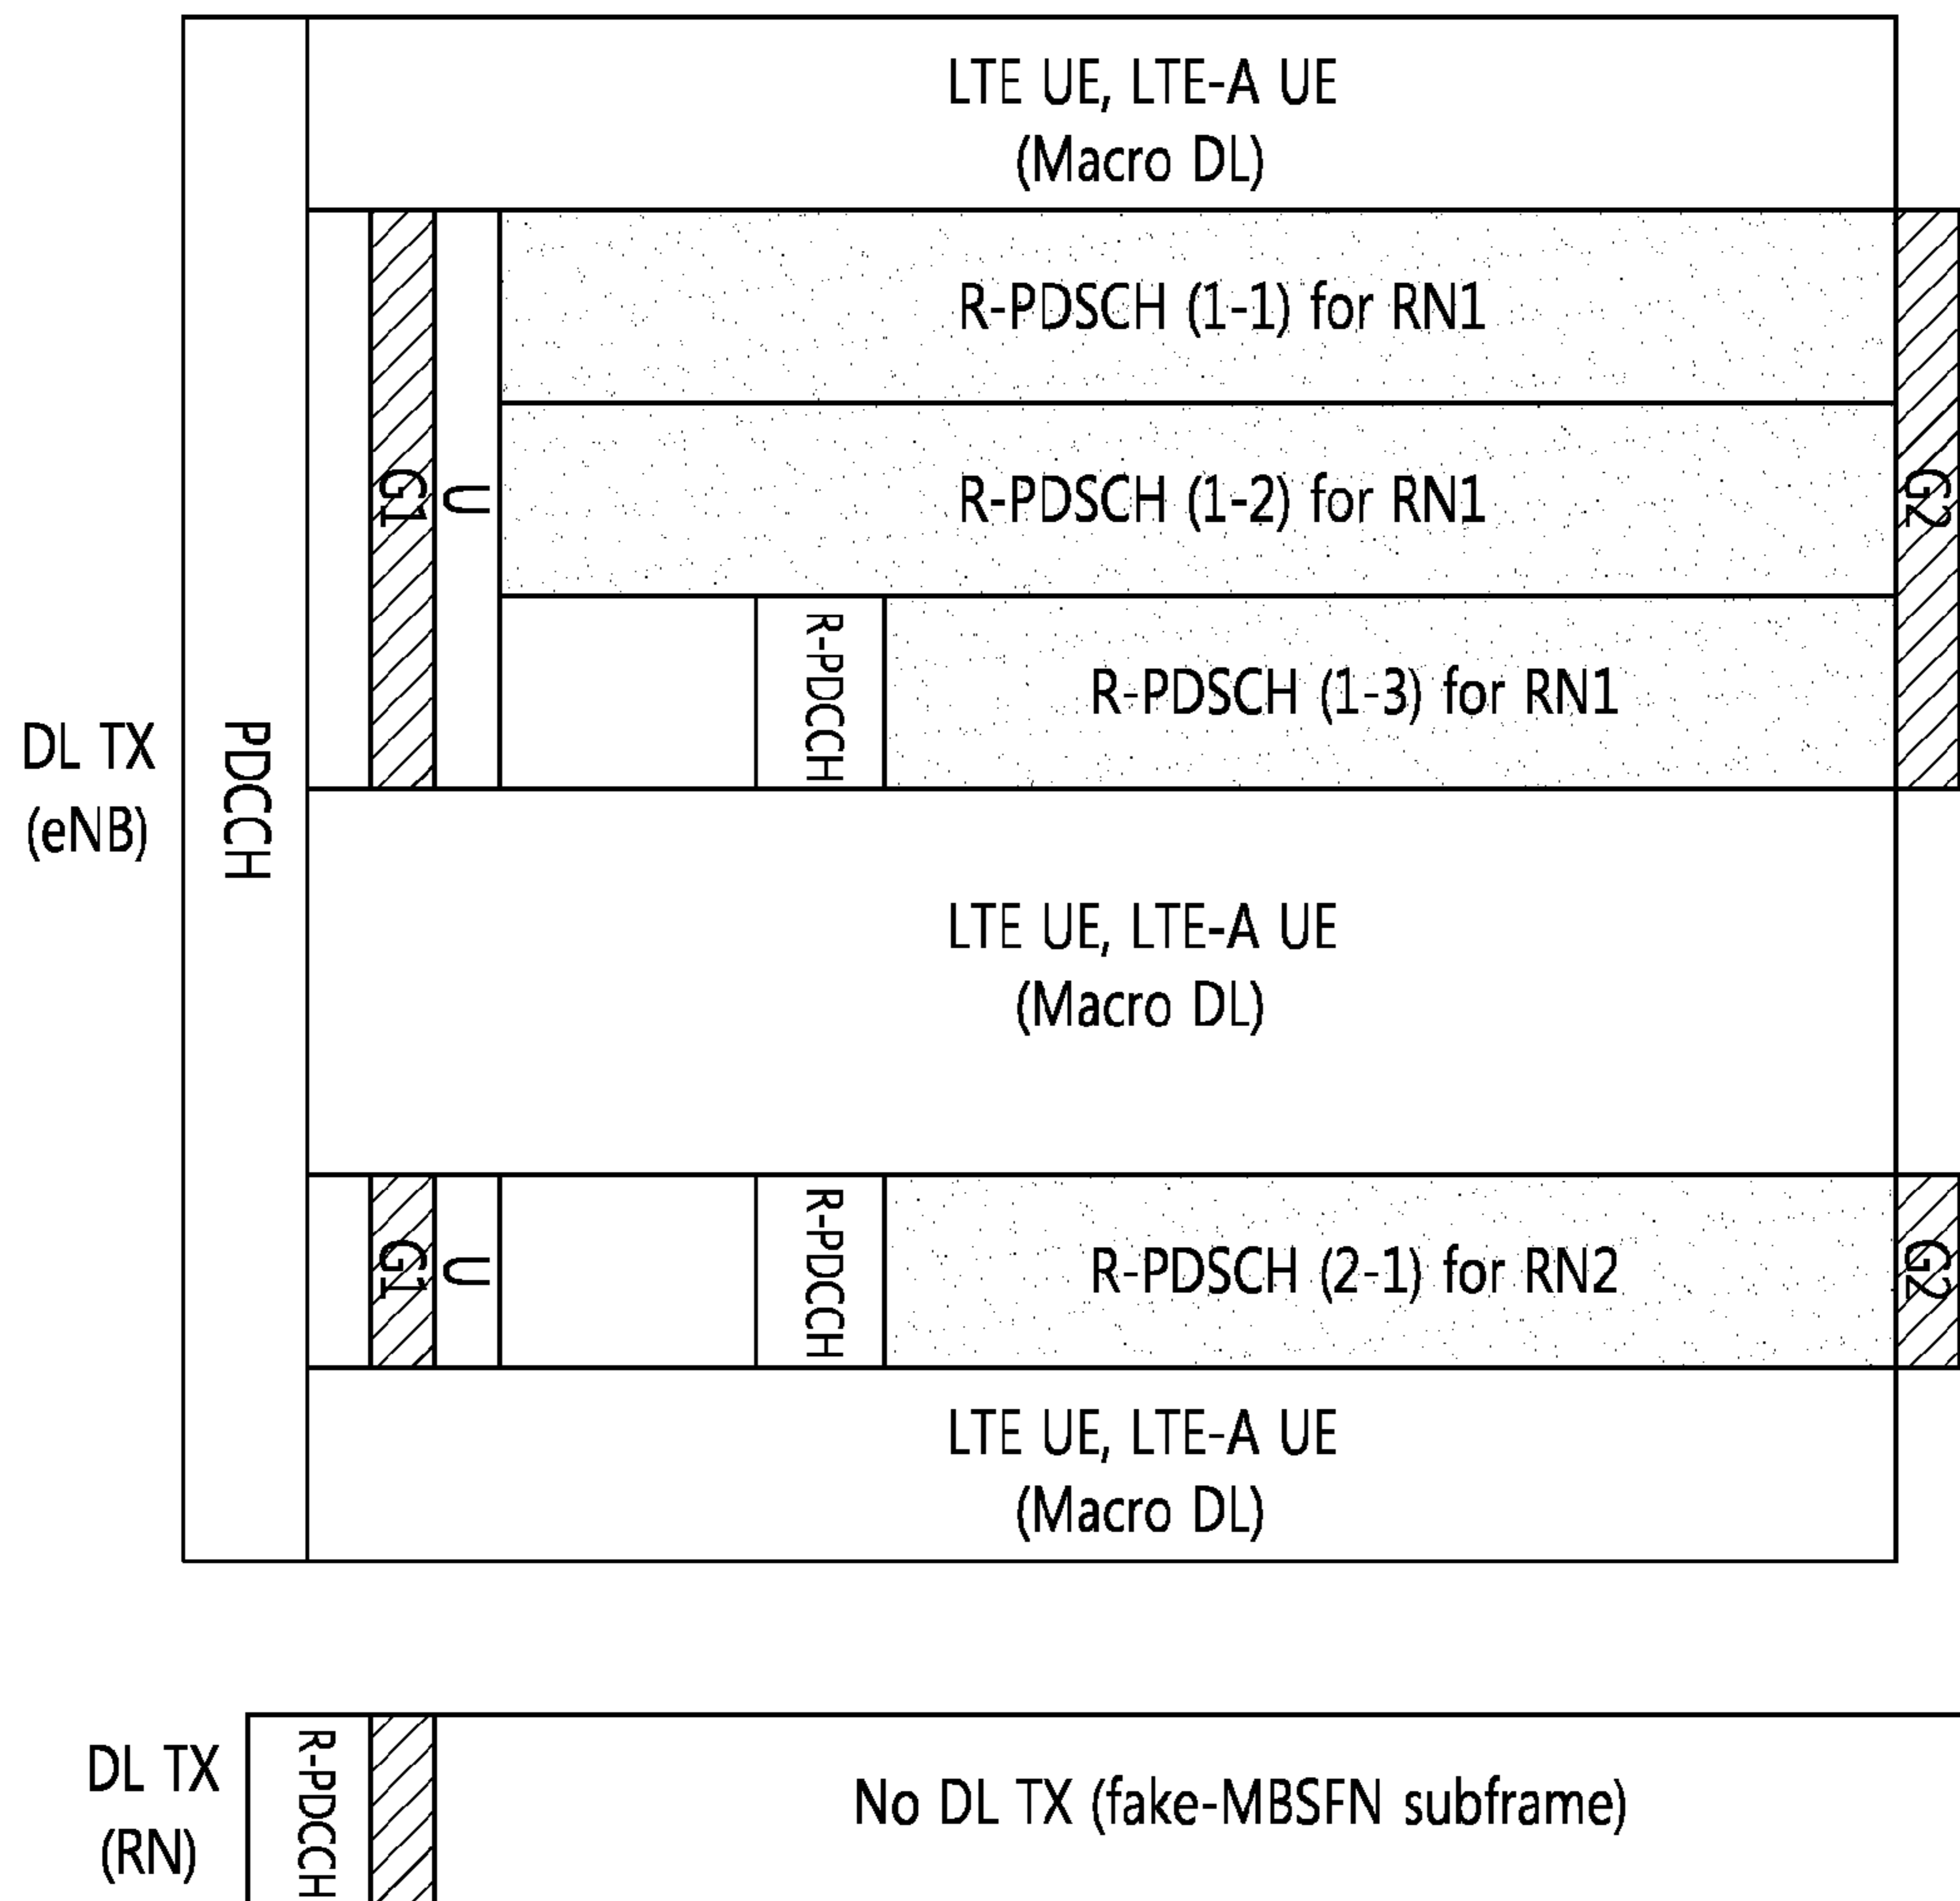 LTE UE, LTE-A UE
(Macro DL)
R-PDSCH (1-1) for RN1
G1
U
R-PDSCH (1-2) for RN1
G2
R-PDCCH
R-PDSCH (1-3) for RN1
DL TX
(eNB)
PDCCH
LTE UE, LTE-A UE
(Macro DL)
G1
U
R-PDCCH
R-PDSCH (2-1) for RN2
G2
LTE UE, LTE-A UE
(Macro DL)
DL TX
(RN)
R-PDCCH
No DL TX (fake-MBSFN subframe)